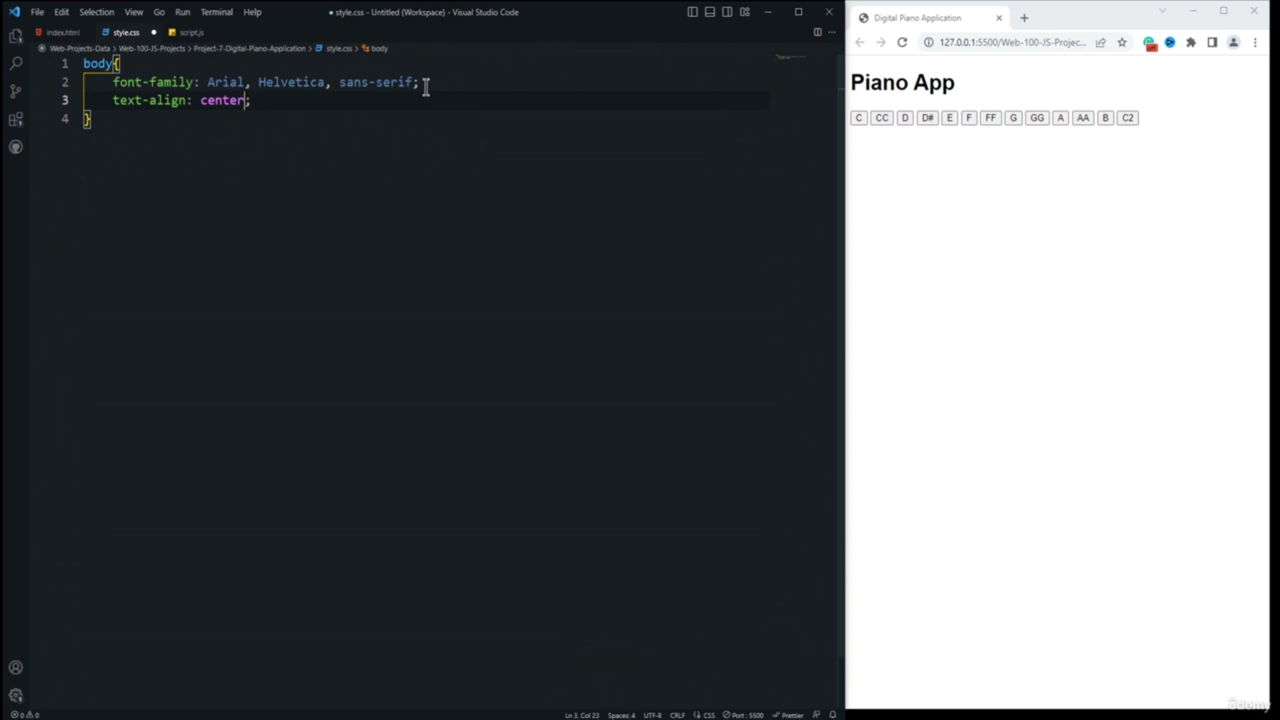 File Edit Selection View Go Run Terminal Help
● style.css - Untitled (Workspace) - Visual Studio Code
index.html style.css ● script.js
Web-Projects-Data > Web-100-JS-Projects > Project-7-Digital-Piano-Application > style.css > body
1 body{
2 font-family: Arial, Helvetica, sans-serif;
3 text-align: center;
4 }
0 0
Ln 3, Col 23 Spaces: 4 UTF-8 CRLF CSS Port : 5500 Prettier
Digital Piano Application
127.0.0.1:5500/Web-100-JS-Projec...
off
Piano App
C CC D D# E F FF G GG A AA B C2
ûdemy